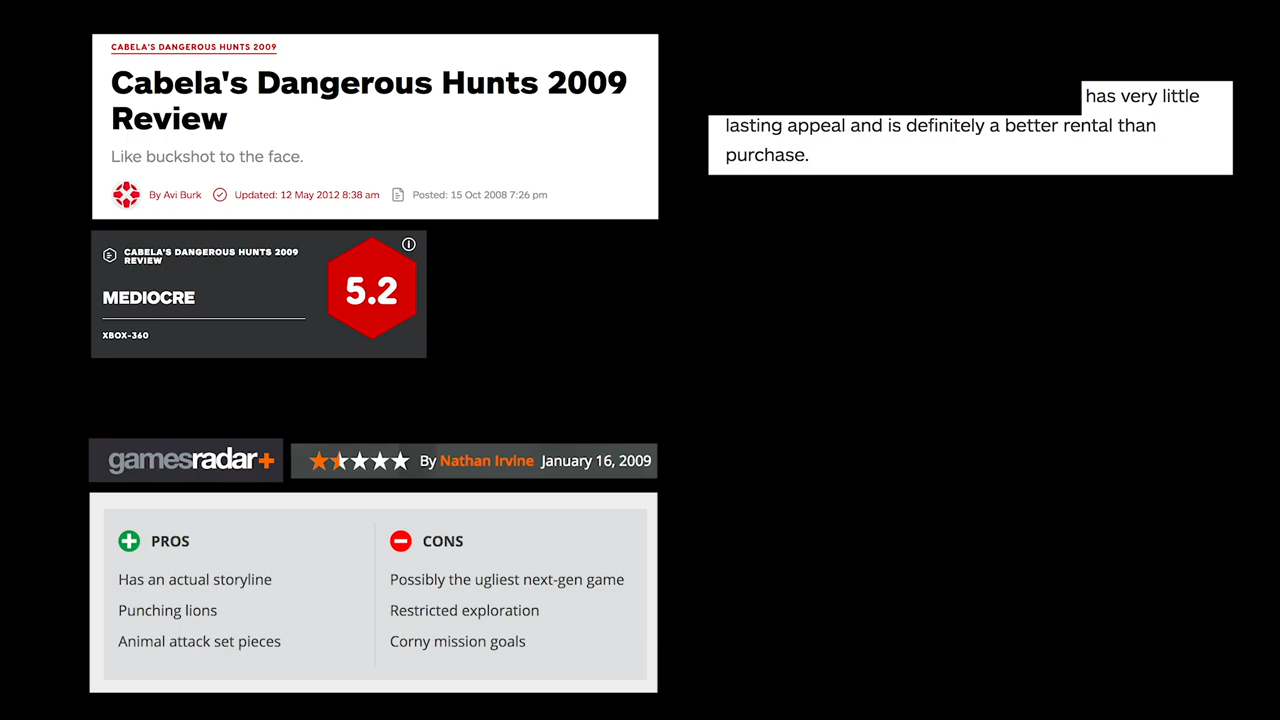 CABELA'S DANGEROUS HUNTS 2009
Cabela's Dangerous Hunts 2009
Review
Like buckshot to the face.
By Avi Burk Updated: 12 May 2012 8:38 am Posted: 15 Oct 2008 7:26 pm
has very little
lasting appeal and is definitely a better rental than
purchase.
CABELA'S DANGEROUS HUNTS 2009
REVIEW
MEDIOCRE
5.2
XBOX-360
gamesradar+ By Nathan Irvine January 16, 2009
PROS
Has an actual storyline
Punching lions
Animal attack set pieces
CONS
Possibly the ugliest next-gen game
Restricted exploration
Corny mission goals